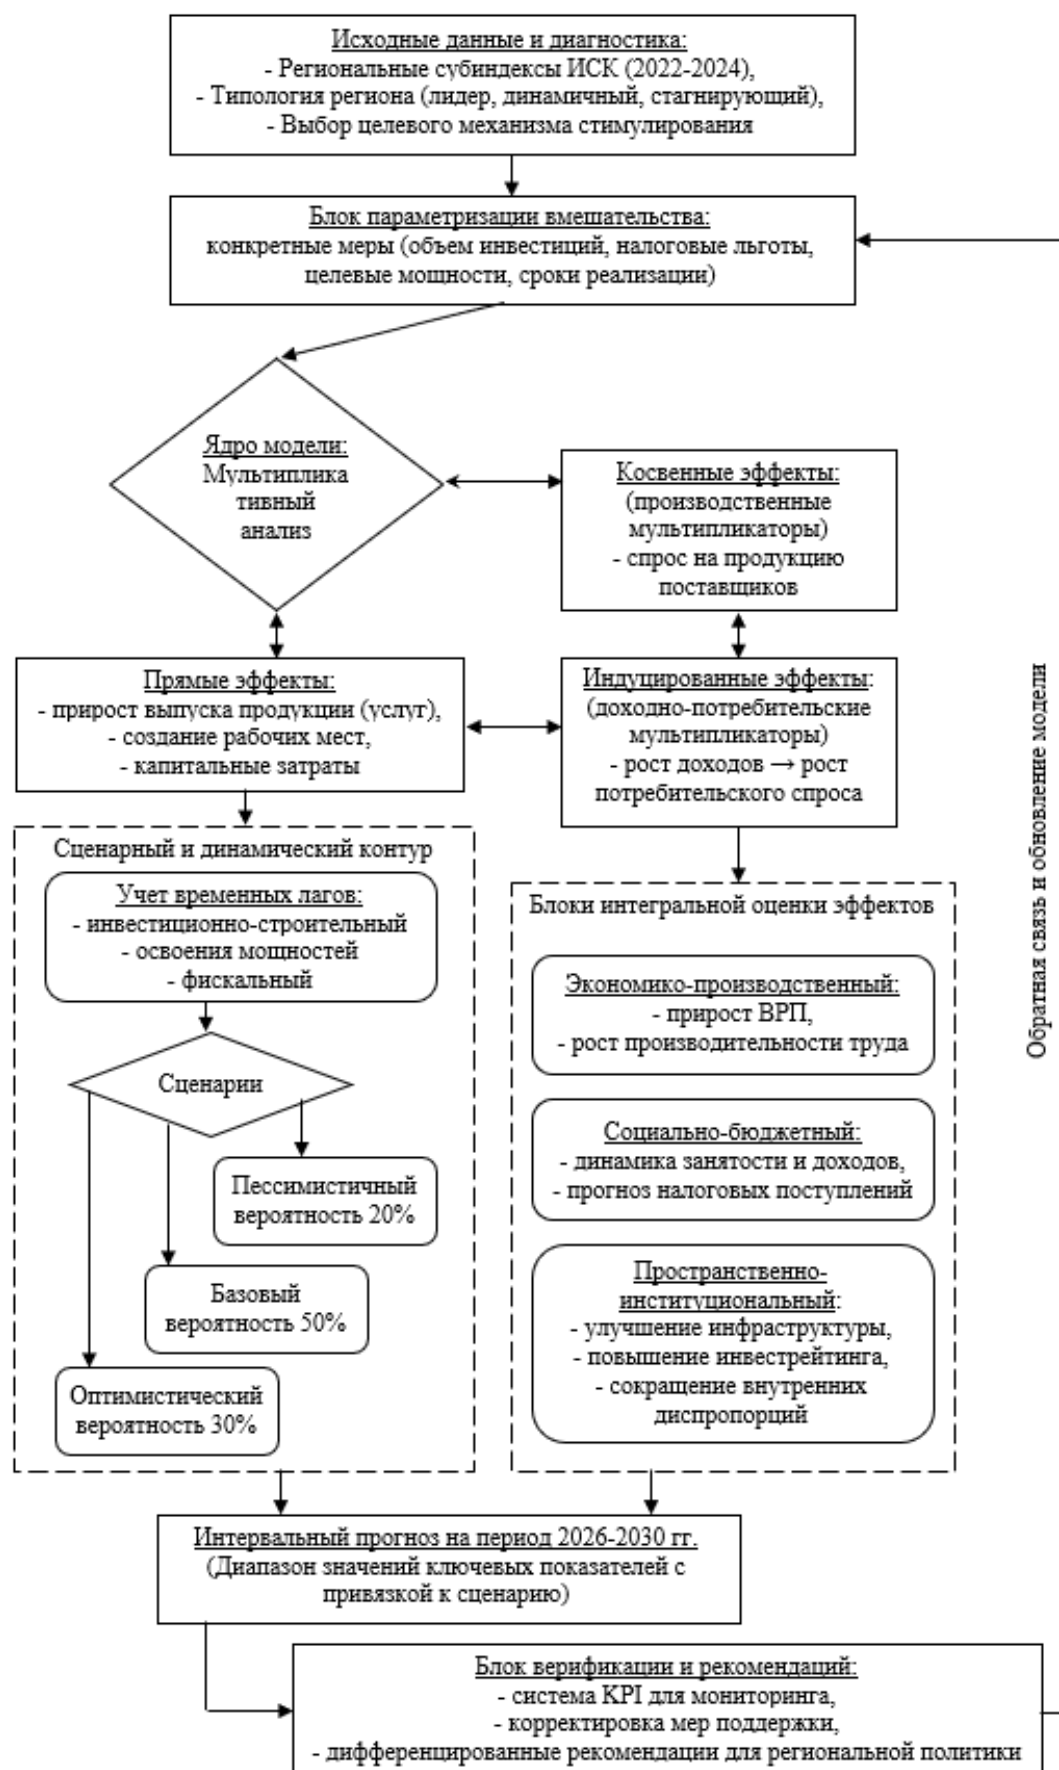 Исходные данные и диагностика:
- Региональные субиндексы ИСК (2022-2024),
- Типология региона (лидер, динамичный, стагнирующий),
- Выбор целевого механизма стимулирования
Блок параметризации вмешательства:
конкретные меры (объем инвестиций, налоговые льготы,
целевые мощности, сроки реализации)
Ядро модели:
Мультиплика
тивный
анализ
Косвенные эффекты:
(производственные
мультипликаторы)
- спрос на продукцию
поставщиков
Прямые эффекты:
- прирост выпуска продукции (услуг),
- создание рабочих мест,
- капитальные затраты
Индуцированные эффекты:
(доходно-потребительские
мультипликаторы)
- рост доходов → рост
потребительского спроса
Сценарный и динамический контур
Учет временных лагов:
- инвестиционно-строительный
- освоения мощностей
- фискальный
Сценарии
Пессимистичный
вероятность 20%
Базовый
вероятность 50%
Оптимистический
вероятность 30%
Блоки интегральной оценки эффектов
Экономико-производственный:
- прирост ВРП,
- рост производительности труда
Социально-бюджетный:
- динамика занятости и доходов,
- прогноз налоговых поступлений
Пространственно-
институциональный:
- улучшение инфраструктуры,
- повышение инвестрейтинга,
- сокращение внутренних
диспропорций
Обратная связь и обновление модели
Интервальный прогноз на период 2026-2030 гг.
(Диапазон значений ключевых показателей с
привязкой к сценарию)
Блок верификации и рекомендаций:
- система KPI для мониторинга,
- корректировка мер поддержки,
- дифференцированные рекомендации для региональной политики